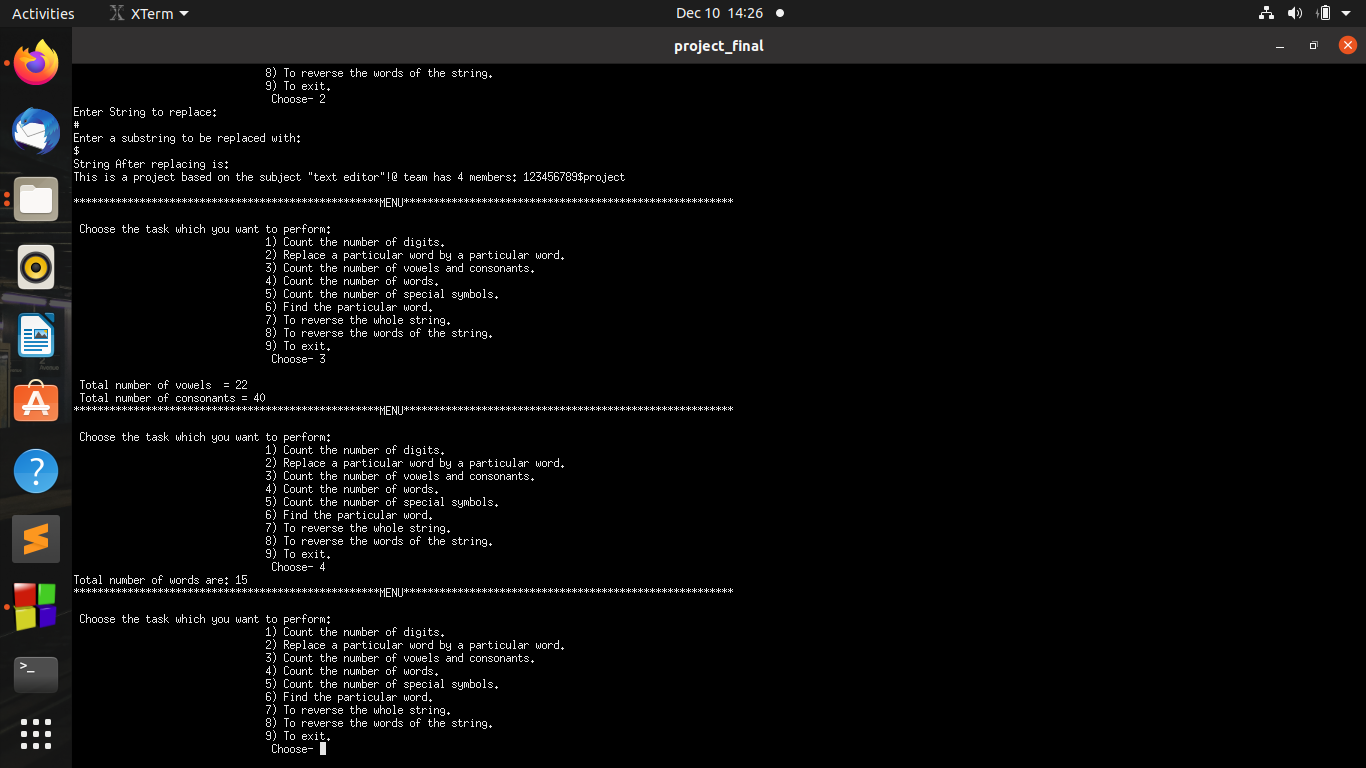 Activities XTerm Dec 10 14:26
project_final
8) To reverse the words of the string.
9) To exit.
Choose- 2
Enter String to replace:
#
Enter a substring to be replaced with:
$
String After replacing is:
This is a project based on the subject "text editor"!@ team has 4 members: 123456789$project
***************************************************MENU*******************************************************
Choose the task which you want to perform:
1) Count the number of digits.
2) Replace a particular word by a particular word.
3) Count the number of vowels and consonants.
4) Count the number of words.
5) Count the number of special symbols.
6) Find the particular word.
7) To reverse the whole string.
8) To reverse the words of the string.
9) To exit.
Choose- 3
Total number of vowels  = 22
Total number of consonants = 40
***************************************************MENU*******************************************************
Choose the task which you want to perform:
1) Count the number of digits.
2) Replace a particular word by a particular word.
3) Count the number of vowels and consonants.
4) Count the number of words.
5) Count the number of special symbols.
6) Find the particular word.
7) To reverse the whole string.
8) To reverse the words of the string.
9) To exit.
Choose- 4
Total number of words are: 15
***************************************************MENU*******************************************************
Choose the task which you want to perform:
1) Count the number of digits.
2) Replace a particular word by a particular word.
3) Count the number of vowels and consonants.
4) Count the number of words.
5) Count the number of special symbols.
6) Find the particular word.
7) To reverse the whole string.
8) To reverse the words of the string.
9) To exit.
Choose-